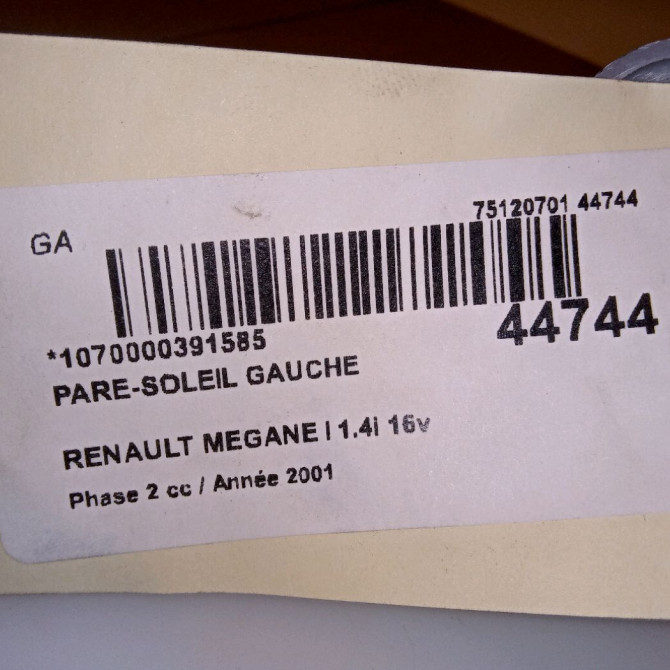 75120701 44744
GA
44744
*1070000391585
PARE-SOLEIL GAUCHE
RENAULT MEGANE I 1.4i 16v
Phase 2 cc / Année 2001